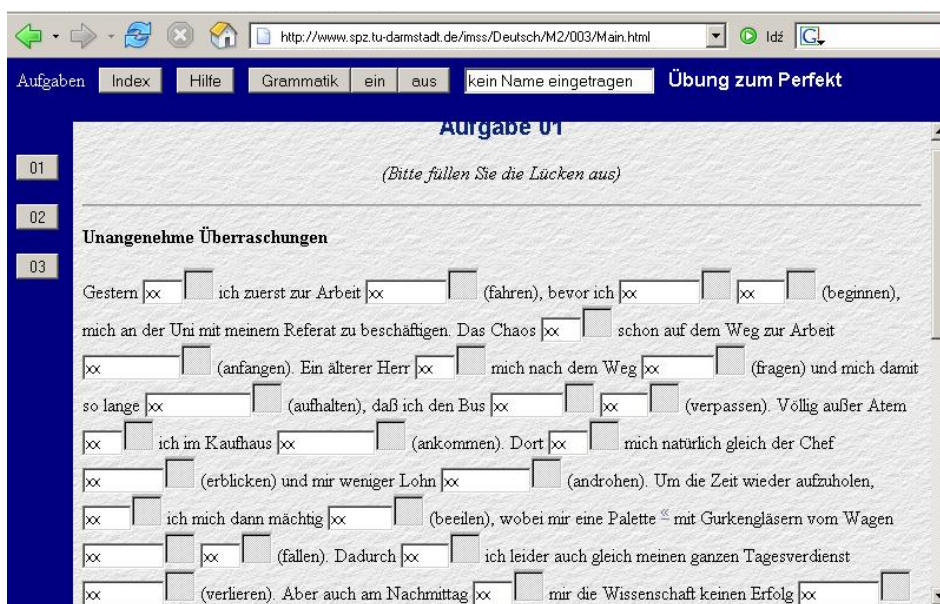 http://www.spz.tu-darmstadt.de/imss/Deutsch/M2/003/Main.html Idź G
Aufgaben Index Hilfe Grammatik ein aus kein Name eingetragen Übung zum Perfekt
Aufgabe 01
01
(Bitte füllen Sie die Lücken aus)
02
Unangenehme Überraschungen
03
Gestern xx ich zuerst zur Arbeit xx (fahren), bevor ich xx xx (beginnen),
mich an der Uni mit meinem Referat zu beschäftigen. Das Chaos xx schon auf dem Weg zur Arbeit
xx (anfangen). Ein älterer Herr xx mich nach dem Weg xx (fragen) und mich damit
so lange xx (aufhalten), daß ich den Bus xx xx (verpassen). Völlig außer Atem
xx ich im Kaufhaus xx (ankommen). Dort xx mich natürlich gleich der Chef
xx (erblicken) und mir weniger Lohn xx (androhen). Um die Zeit wieder aufzuholen,
xx ich mich dann mächtig xx (beeilen), wobei mir eine Palette « mit Gurkengläsern vom Wagen
xx xx (fallen). Dadurch xx ich leider auch gleich meinen ganzen Tagesverdienst
xx (verlieren). Aber auch am Nachmittag xx mir die Wissenschaft keinen Erfolg xx